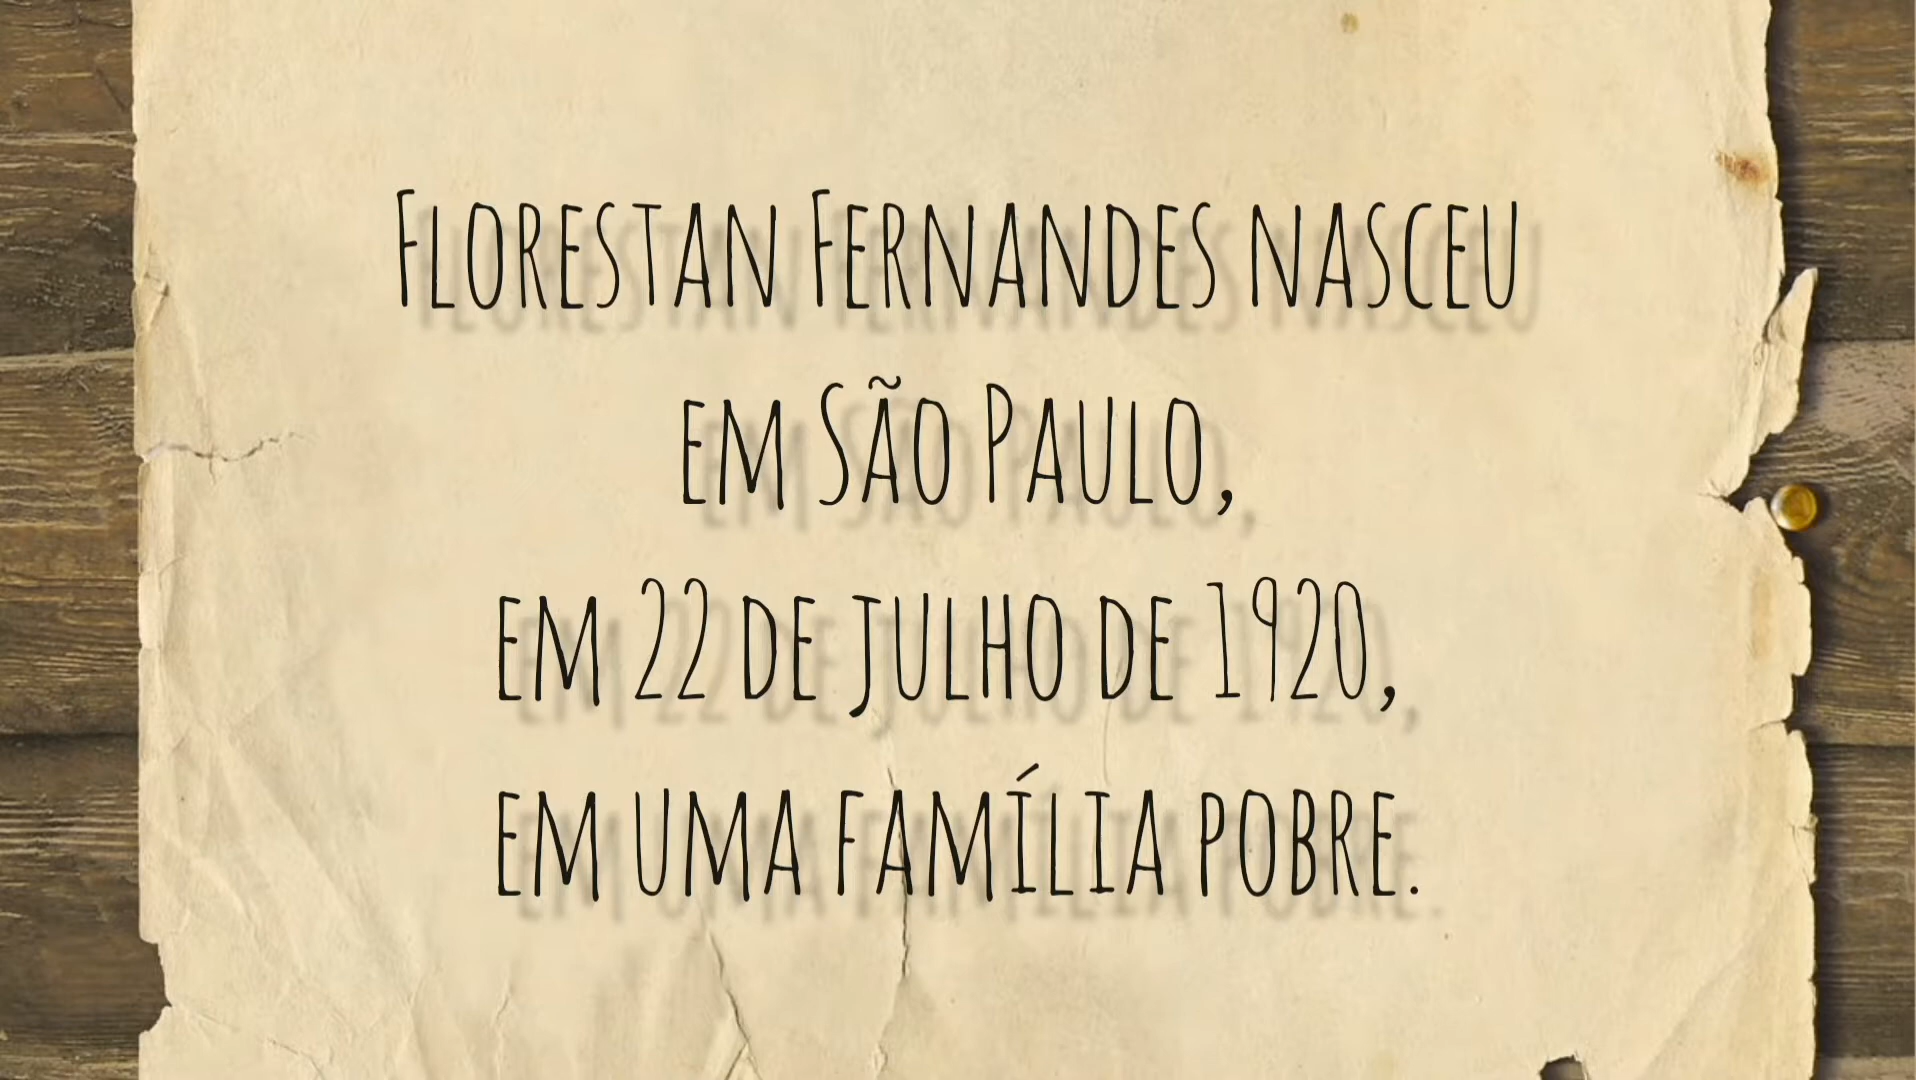 Florestan Fernandes nasceu
em São Paulo,
em 22 de julho de 1920,
em uma família pobre.